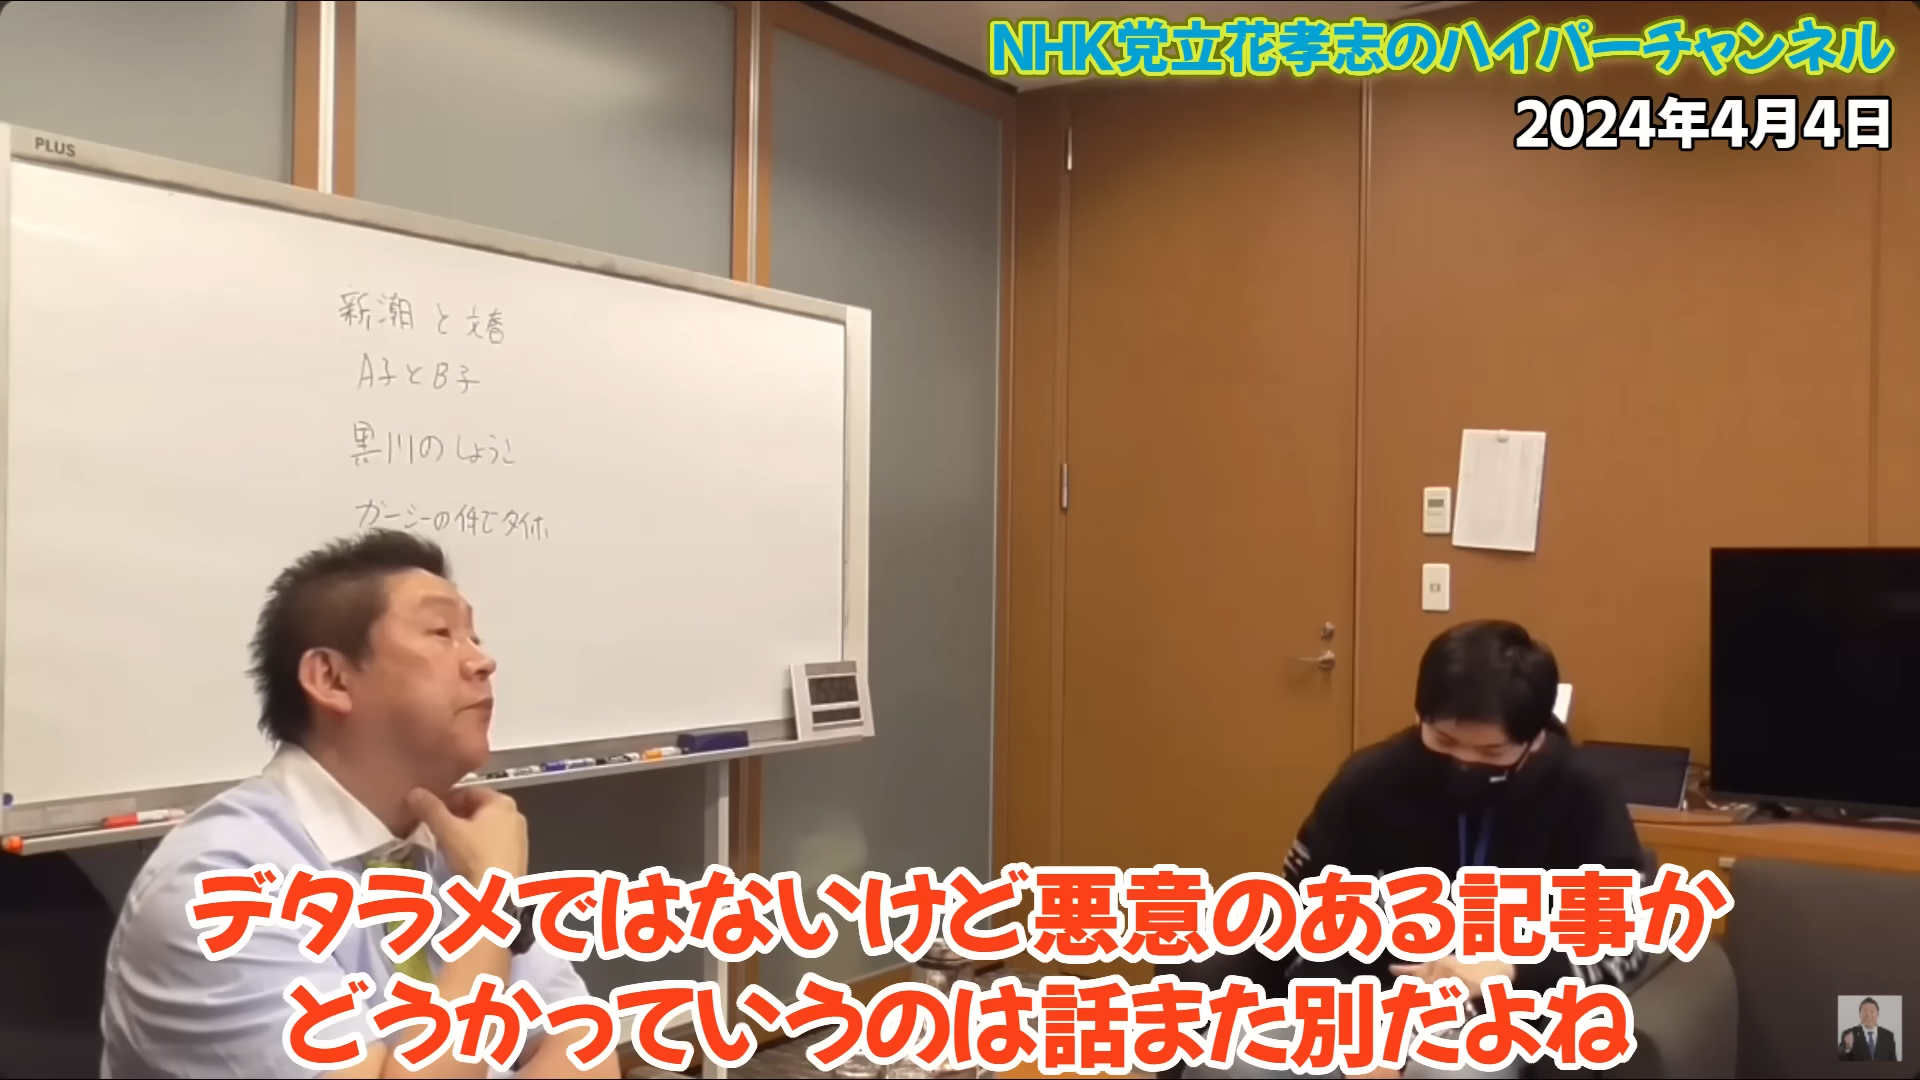 NHK党立花孝志のハイパーチャンネル
2024年4月4日
PLUS
新潮と文春
A子とB子
黒川のしょうこ
ガーシーの件でタイホ
デタラメではないけど悪意のある記事か
どうかっていうのは話また別だよね